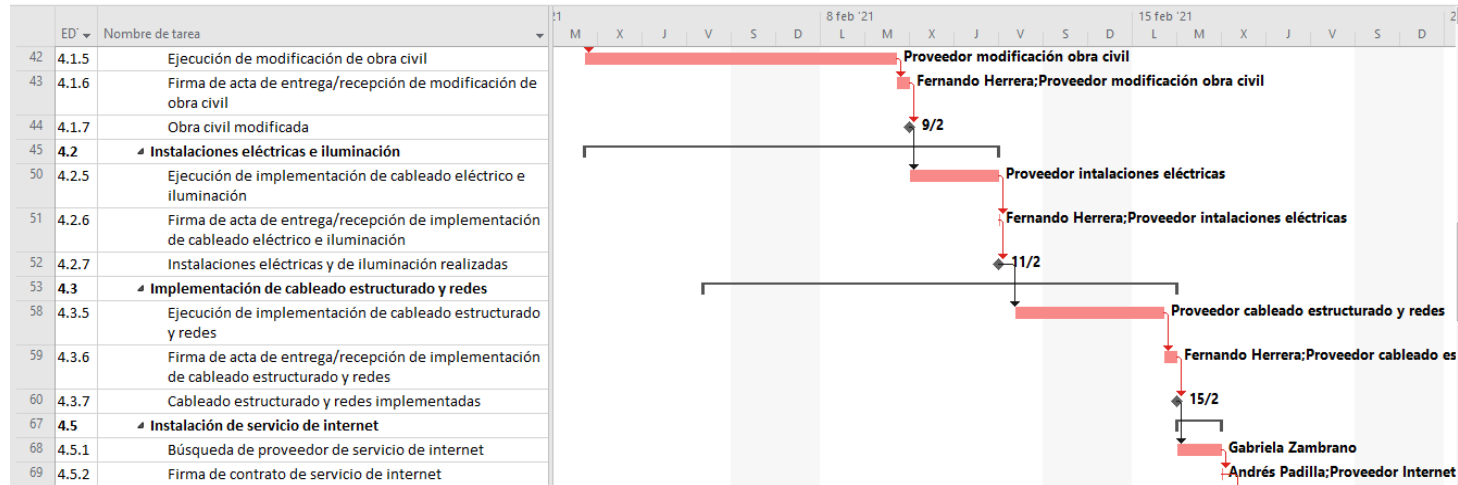 21 8 feb '21 15 feb '21 2
ED' Nombre de tarea M X J V S D L M X J V S D L M X J V S D
42 4.1.5 Ejecución de modificación de obra civil Proveedor modificación obra civil
43 4.1.6 Firma de acta de entrega/recepción de modificación de Fernando Herrera;Proveedor modificación obra civil
obra civil
44 4.1.7 Obra civil modificada 9/2
45 4.2 Instalaciones eléctricas e iluminación
50 4.2.5 Ejecución de implementación de cableado eléctrico e Proveedor intalaciones eléctricas
iluminación
51 4.2.6 Firma de acta de entrega/recepción de implementación Fernando Herrera;Proveedor intalaciones eléctricas
de cableado eléctrico e iluminación
52 4.2.7 Instalaciones eléctricas y de iluminación realizadas 11/2
53 4.3 Implementación de cableado estructurado y redes
58 4.3.5 Ejecución de implementación de cableado estructurado Proveedor cableado estructurado y redes
y redes
59 4.3.6 Firma de acta de entrega/recepción de implementación Fernando Herrera;Proveedor cableado es
de cableado estructurado y redes
60 4.3.7 Cableado estructurado y redes implementadas 15/2
67 4.5 Instalación de servicio de internet
68 4.5.1 Búsqueda de proveedor de servicio de internet Gabriela Zambrano
69 4.5.2 Firma de contrato de servicio de internet Andrés Padilla;Proveedor Internet